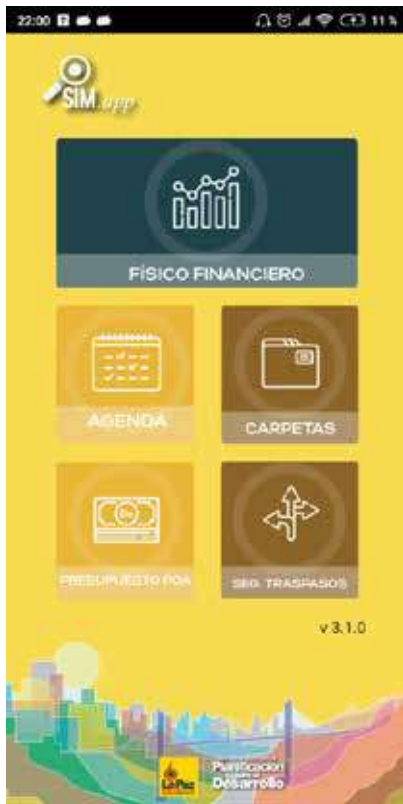 22:00 11%
SIM.app
FÍSICO FINANCIERO
AGENDA
CARPETAS
PRESUPUESTO POA
SEG. TRASPASOS
v 3.1.0
La Paz
Planificación
Desarrollo